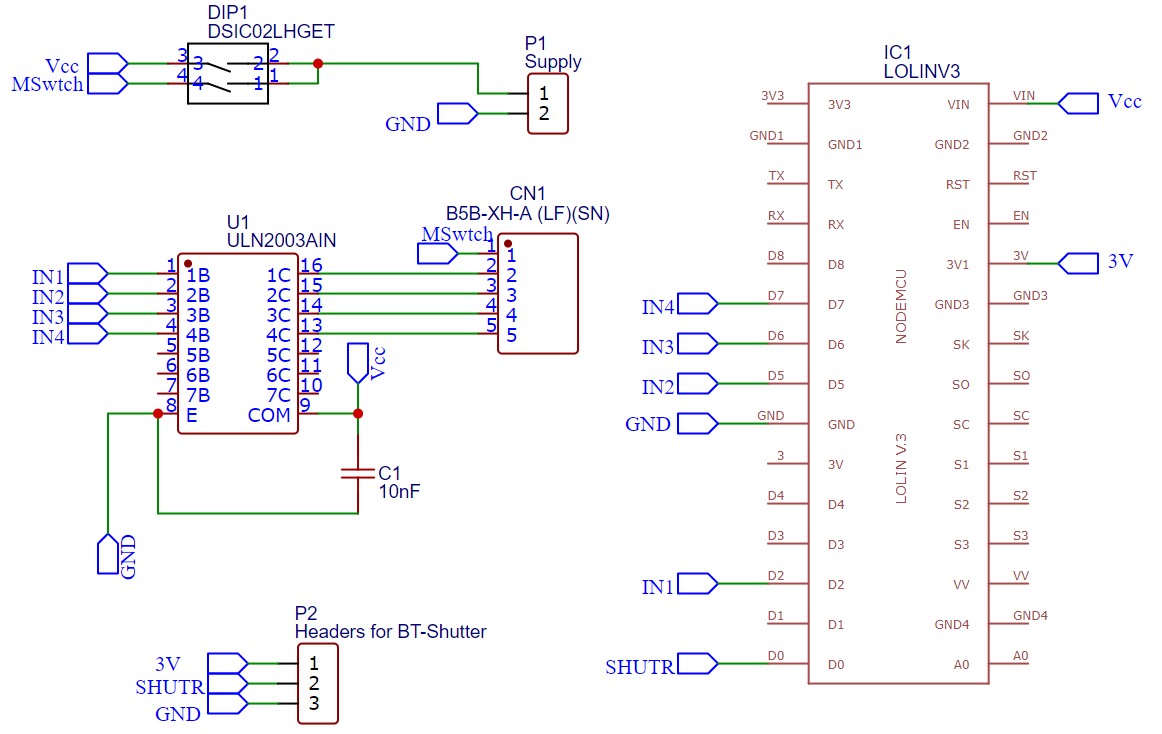 DIP1
DSIC02LHGET
Vcc
MSwtch
3
4
3
4
2
1
2
1
P1
Supply
1
2
GND
CN1
B5B-XH-A (LF)(SN)
MSwtch
1
2
3
4
5
1
2
3
4
5
U1
ULN2003AIN
IN1
IN2
IN3
IN4
1
2
3
4
5
6
7
8
1B
2B
3B
4B
5B
6B
7B
E
1C
2C
3C
4C
5C
6C
7C
COM
16
15
14
13
12
11
10
9
Vcc
C1
10nF
GND
P2
Headers for BT-Shutter
3V
SHUTR
GND
1
2
3
IC1
LOLINV3
3V3 3V3 VIN VIN Vcc
GND1 GND1 GND2 GND2
TX TX RST RST
RX RX EN EN
D8 D8 3V1 3V 3V
IN4 D7 D7 GND3 GND3
IN3 D6 D6 SK SK
IN2 D5 D5 SO SO
GND GND GND SC SC
3 3V S1 S1
D4 D4 S2 S2
D3 D3 S3 S3
IN1 D2 D2 VV VV
D1 D1 GND4 GND4
SHUTR D0 D0 A0 A0
NODEMCU
LOLIN V.3